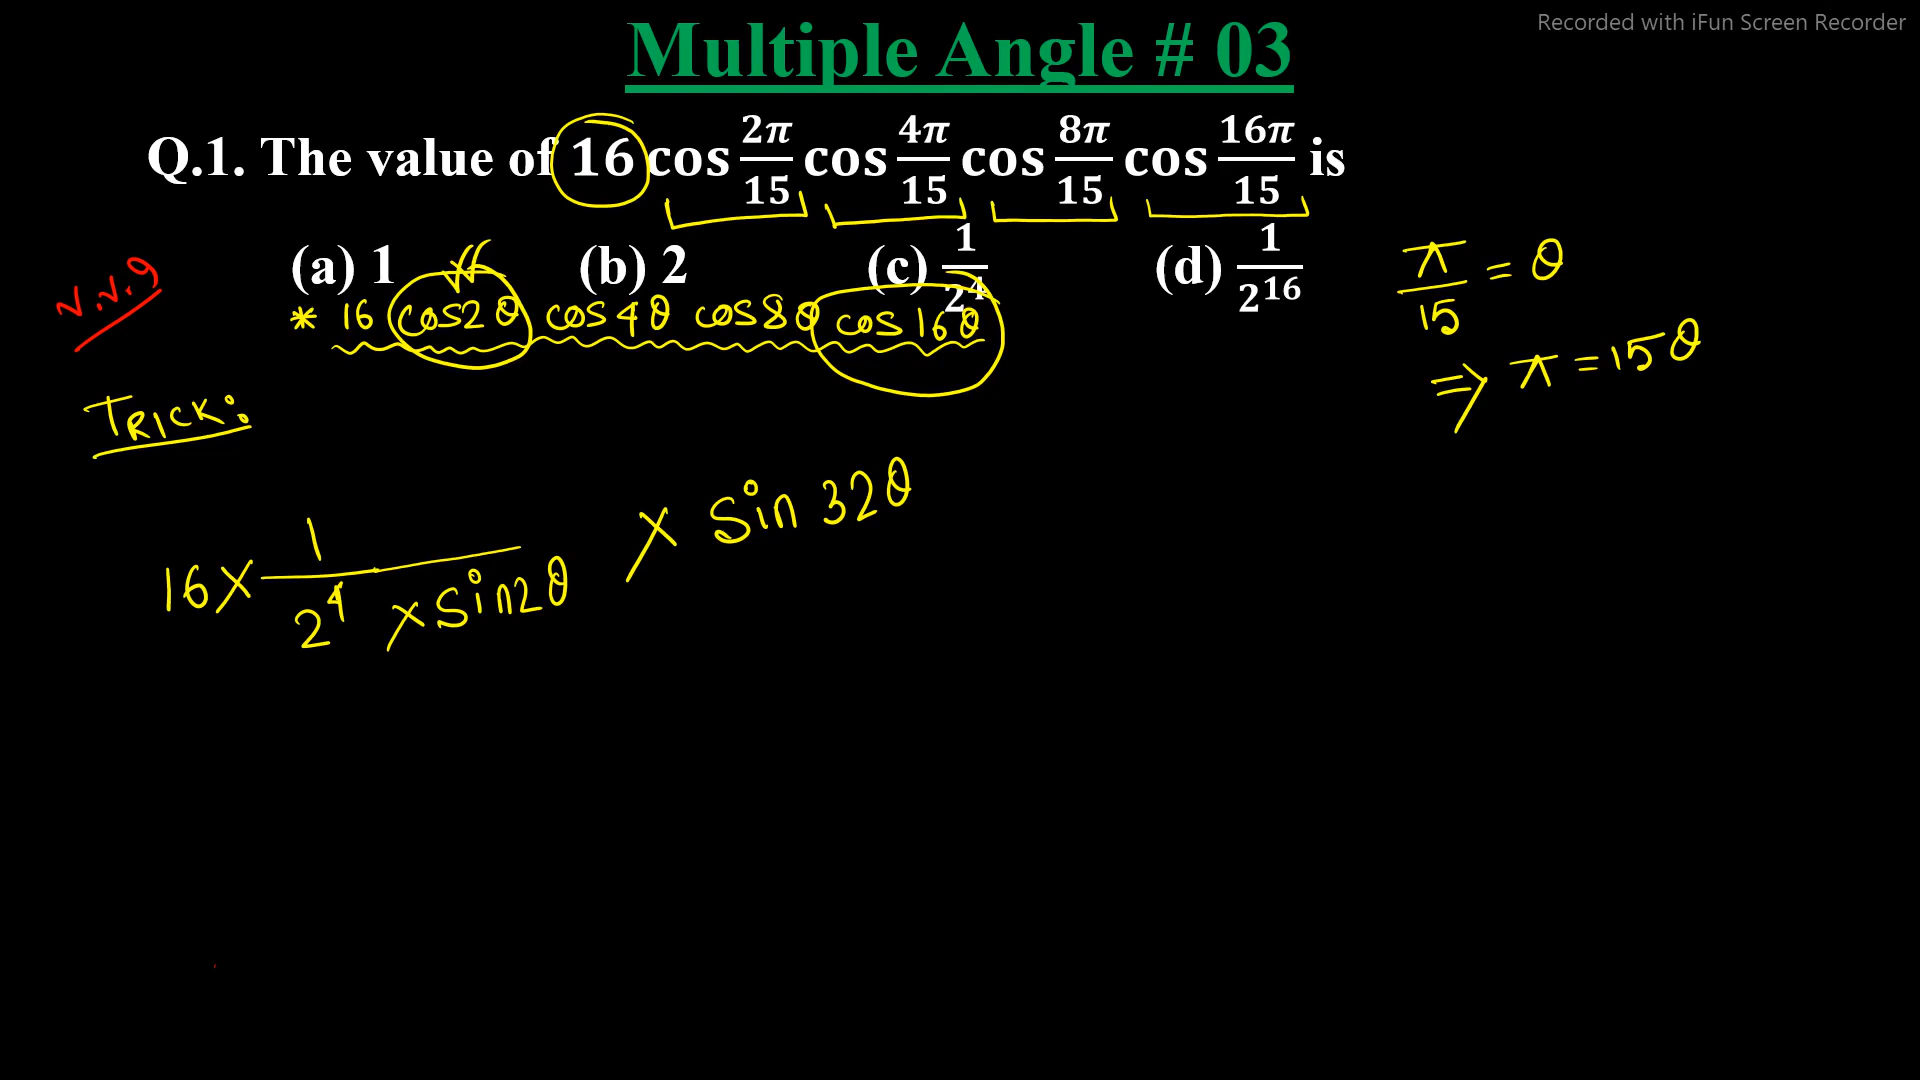 Recorded with iFun Screen Recorder
Multiple Angle # 03
Q.1. The value of 16 cos 2π/15 cos 4π/15 cos 8π/15 cos 16π/15 is
(a) 1 (b) 2 (c) 1/2⁴ (d) 1/2¹⁶
π/15 = θ
⇒ π = 15θ
* 16 cos2θ cos4θ cos8θ cos16θ
TRICK:
16 × 1/(2⁴ × sin2θ) × sin 32θ